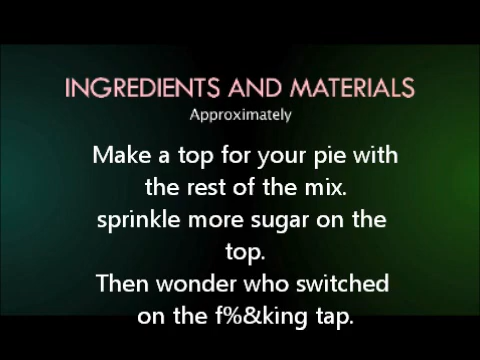 INGREDIENTS AND MATERIALS
Approximately
Make a top for your pie with
the rest of the mix.
sprinkle more sugar on the
top.
Then wonder who switched
on the f%&king tap.